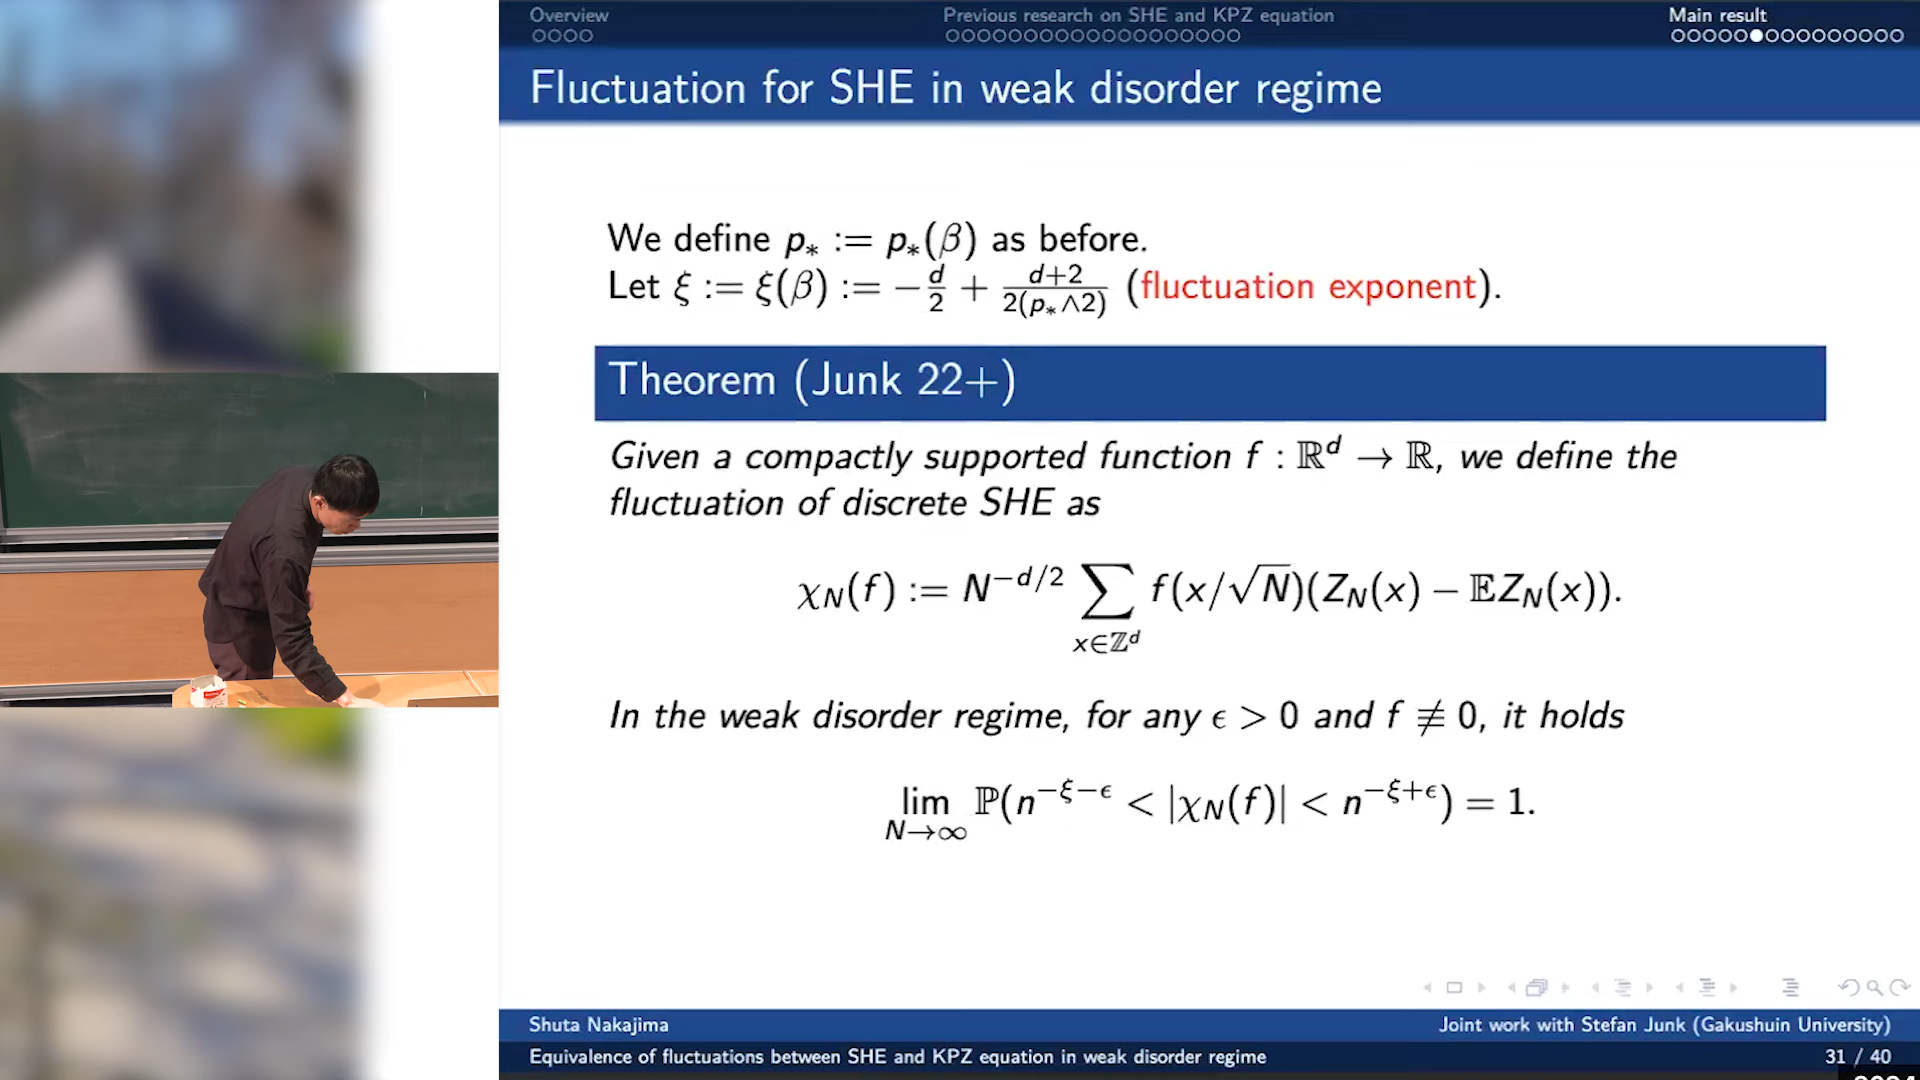 Overview
Previous research on SHE and KPZ equation
Main result
Fluctuation for SHE in weak disorder regime
We define p_* := p_*(β) as before.
Let ξ := ξ(β) := −d/2 + (d+2)/(2(p_*∧2)) (fluctuation exponent).
Theorem (Junk 22+)
Given a compactly supported function f : ℝ^d → ℝ, we define the
fluctuation of discrete SHE as
χ_N(f) := N^{−d/2} ∑_{x∈ℤ^d} f(x/√N)(Z_N(x) − 𝔼Z_N(x)).
In the weak disorder regime, for any ϵ > 0 and f ≢ 0, it holds
lim_{N→∞} ℙ(n^{−ξ−ϵ} < |χ_N(f)| < n^{−ξ+ϵ}) = 1.
Shuta Nakajima
Joint work with Stefan Junk (Gakushuin University)
Equivalence of fluctuations between SHE and KPZ equation in weak disorder regime
31 / 40